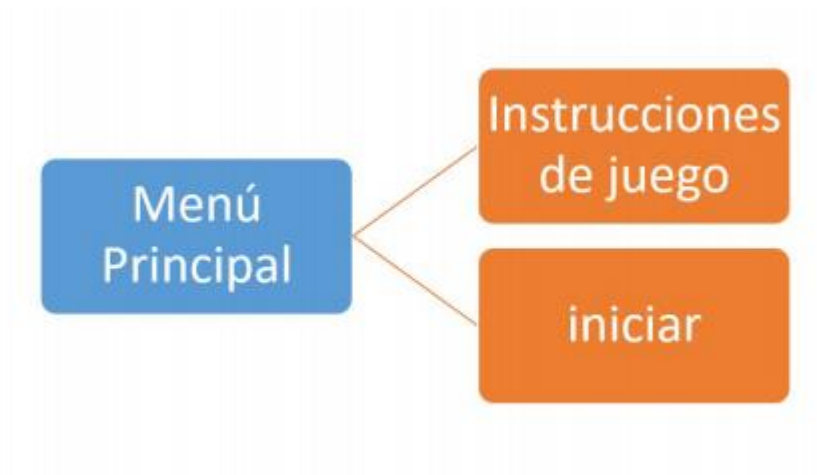 Menú
Principal
Instrucciones
de juego
iniciar